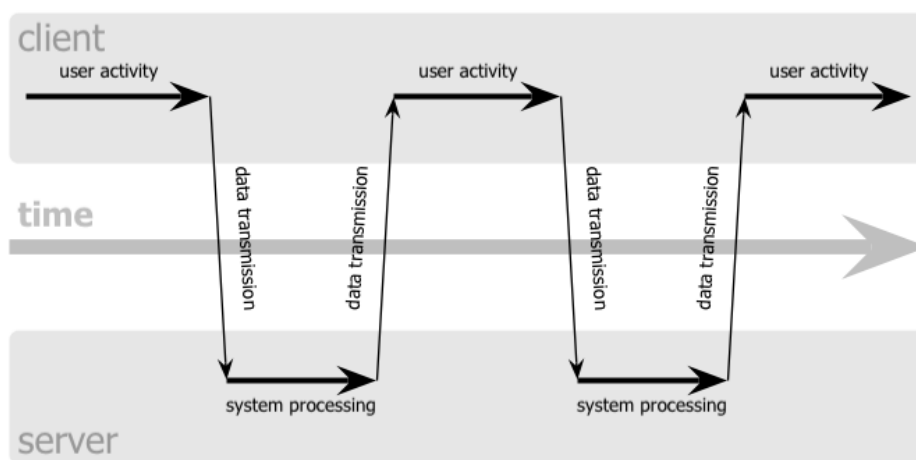 client
user activity
user activity
user activity
data transmission
data transmission
data transmission
data transmission
time
system processing
system processing
server